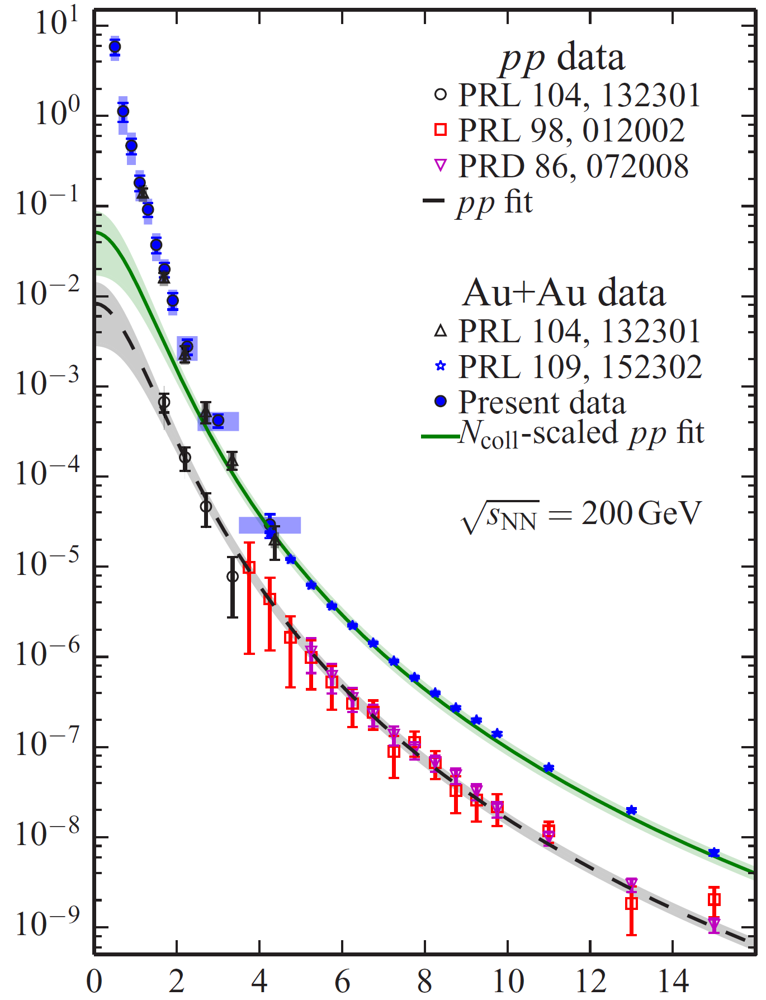 10^1
10^0
10^−1
10^−2
10^−3
10^−4
10^−5
10^−6
10^−7
10^−8
10^−9
pp data
PRL 104, 132301
PRL 98, 012002
PRD 86, 072008
pp fit
Au+Au data
PRL 104, 132301
PRL 109, 152302
Present data
N_coll-scaled pp fit
√s_NN = 200 GeV
0 2 4 6 8 10 12 14